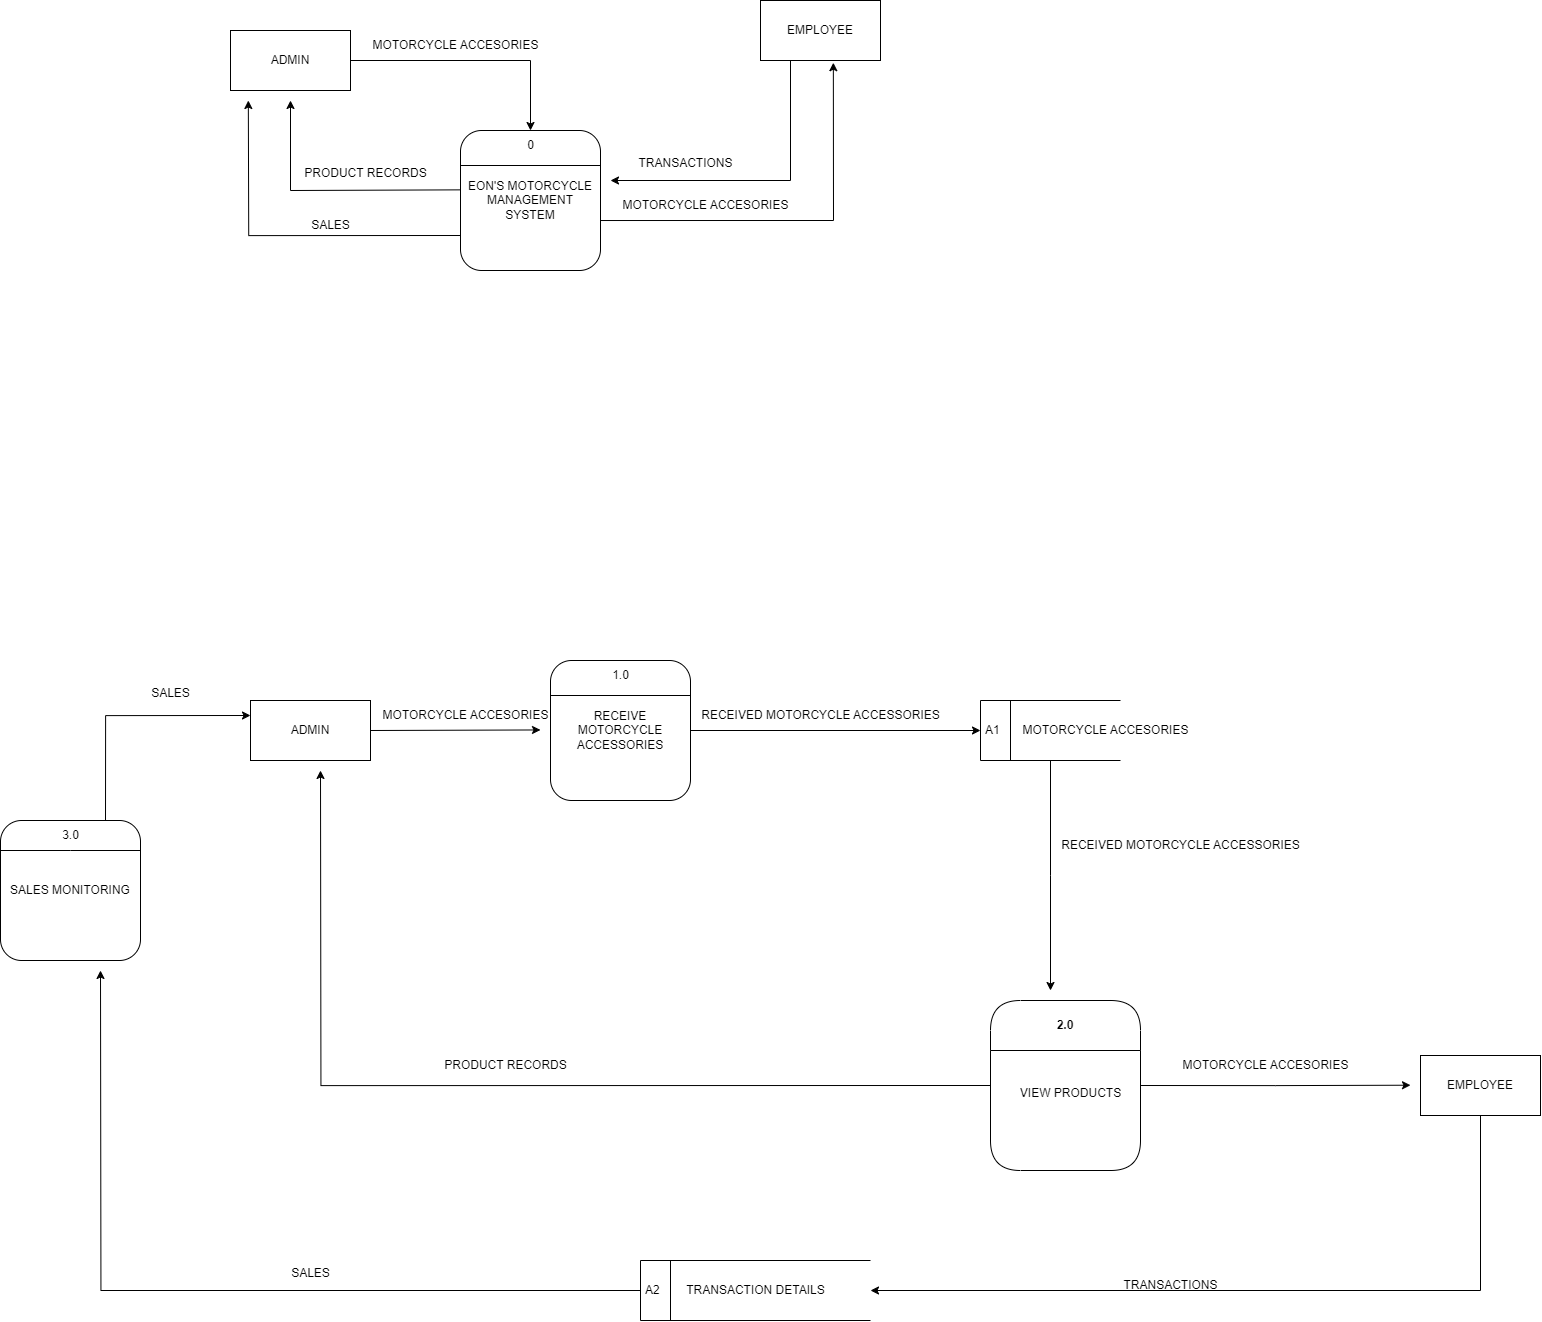 EMPLOYEE
MOTORCYCLE ACCESORIES
ADMIN
0
TRANSACTIONS
PRODUCT RECORDS
EON'S MOTORCYCLE
MANAGEMENT
SYSTEM
MOTORCYCLE ACCESORIES
SALES
1.0
SALES
MOTORCYCLE ACCESORIES
RECEIVE
MOTORCYCLE
ACCESSORIES
RECEIVED MOTORCYCLE ACCESSORIES
ADMIN
A1
MOTORCYCLE ACCESORIES
3.0
RECEIVED MOTORCYCLE ACCESSORIES
SALES MONITORING
2.0
PRODUCT RECORDS
MOTORCYCLE ACCESORIES
VIEW PRODUCTS
EMPLOYEE
SALES
A2
TRANSACTION DETAILS
TRANSACTIONS